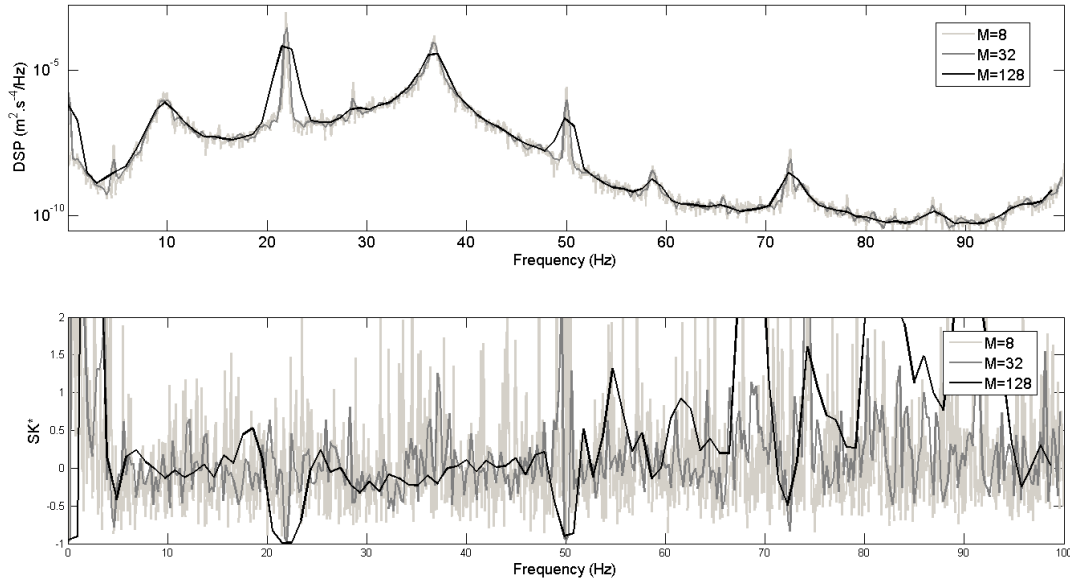 M=8
M=32
M=128
DSP (m².s⁻⁴/Hz)
10⁻⁵
10⁻¹⁰
10 20 30 40 50 60 70 80 90
Frequency (Hz)
2
1.5
1
0.5
0
-0.5
-1
SK*
M=8
M=32
M=128
0 10 20 30 40 50 60 70 80 90 100
Frequency (Hz)